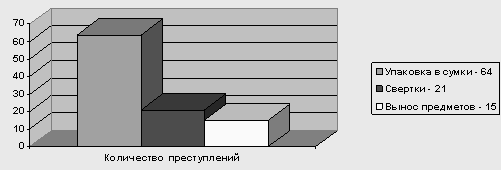 70
60
50
40
30
20
10
0
Количество преступлений
Упаковка в сумки - 64
Свертки - 21
Вынос предметов - 15